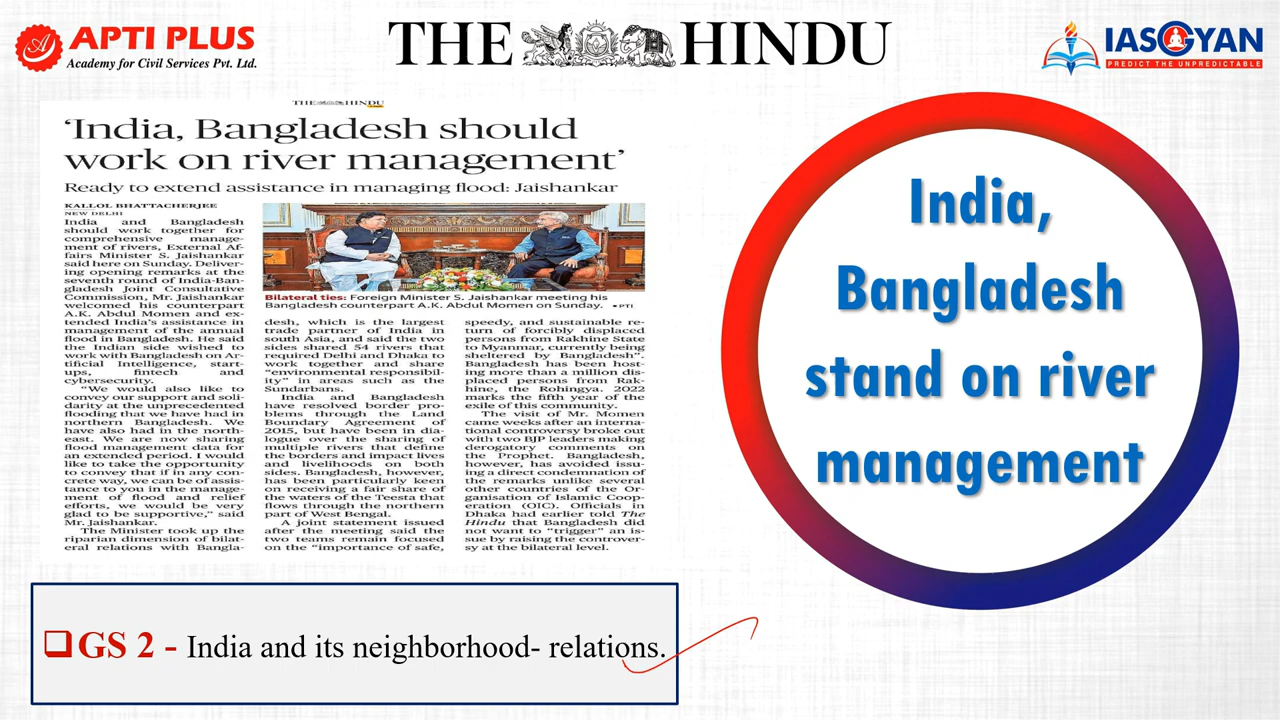 APTI PLUS
Academy for Civil Services Pvt. Ltd.
THE HINDU
IASGYAN
PREDICT THE UNPREDICTABLE
THE HINDU
‘India, Bangladesh should
work on river management’
Ready to extend assistance in managing flood: Jaishankar
KALLOL BHATTACHERJEE
NEW DELHI
India and Bangladesh
should work together for
comprehensive manage-
ment of rivers, External Af-
fairs Minister S. Jaishankar
said here on Sunday. Deliver-
ing opening remarks at the
seventh round of India-Ban-
gladesh Joint Consultative
Commission, Mr. Jaishankar
welcomed his counterpart
A.K. Abdul Momen and ex-
tended India’s assistance in
management of the annual
flood in Bangladesh. He said
the Indian side wished to
work with Bangladesh on Ar-
tificial Intelligence, start-
ups, fintech and
cybersecurity.
“We would also like to
convey our support and soli-
darity at the unprecedented
flooding that we have had in
northern Bangladesh. We
have also had in the north-
east. We are now sharing
flood management data for
an extended period. I would
like to take the opportunity
to convey that if in any con-
crete way, we can be of assis-
tance to you in the manage-
ment of flood and relief
efforts, we would be very
glad to be supportive,” said
Mr. Jaishankar.
The Minister took up the
riparian dimension of bilat-
eral relations with Bangla-
Bilateral ties: Foreign Minister S. Jaishankar meeting his
Bangladesh counterpart A.K. Abdul Momen on Sunday. •PTI
desh, which is the largest
trade partner of India in
south Asia, and said the two
sides shared 54 rivers that
required Delhi and Dhaka to
work together and share
“environmental responsibil-
ity” in areas such as the
Sundarbans.
India and Bangladesh
have resolved border pro-
blems through the Land
Boundary Agreement of
2015, but have been in dia-
logue over the sharing of
multiple rivers that define
the borders and impact lives
and livelihoods on both
sides. Bangladesh, however,
has been particularly keen
on receiving a fair share of
the waters of the Teesta that
flows through the northern
part of West Bengal.
A joint statement issued
after the meeting said the
two teams remain focused
on the “importance of safe,
speedy, and sustainable re-
turn of forcibly displaced
persons from Rakhine State
to Myanmar, currently being
sheltered by Bangladesh”.
Bangladesh has been host-
ing more than a million dis-
placed persons from Rak-
hine, the Rohingya. 2022
marks the fifth year of the
exile of this community.
The visit of Mr. Momen
came weeks after an interna-
tional controversy broke out
with two BJP leaders making
derogatory comments on
the Prophet. Bangladesh,
however, has avoided issu-
ing a direct condemnation of
the remarks unlike several
other countries of the Or-
ganisation of Islamic Coop-
eration (OIC). Officials in
Dhaka had earlier told The
Hindu that Bangladesh did
not want to “trigger” an is-
sue by raising the controver-
sy at the bilateral level.
India,
Bangladesh
stand on river
management
GS 2 - India and its neighborhood- relations.